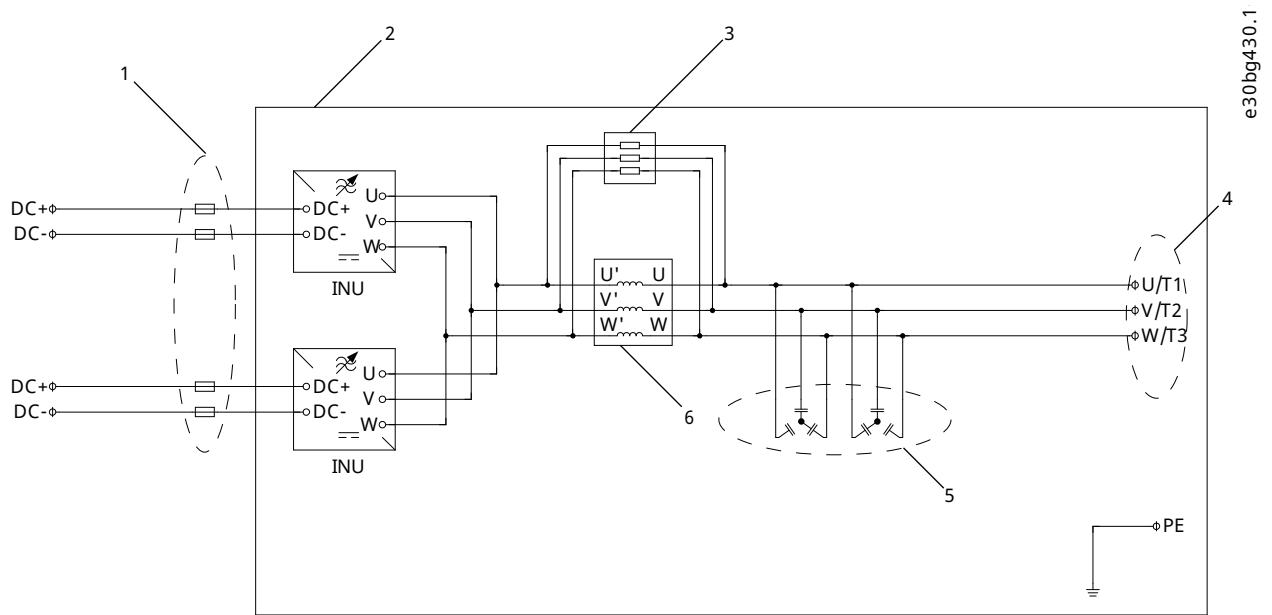 e30bg430.1
1
2
3
4
DC+
DC-
DC+
DC-
U
V
W
INU
U' U
V' V
W' W
U/T1
V/T2
W/T3
DC+
DC-
DC+
DC-
U
V
W
INU
6
5
PE